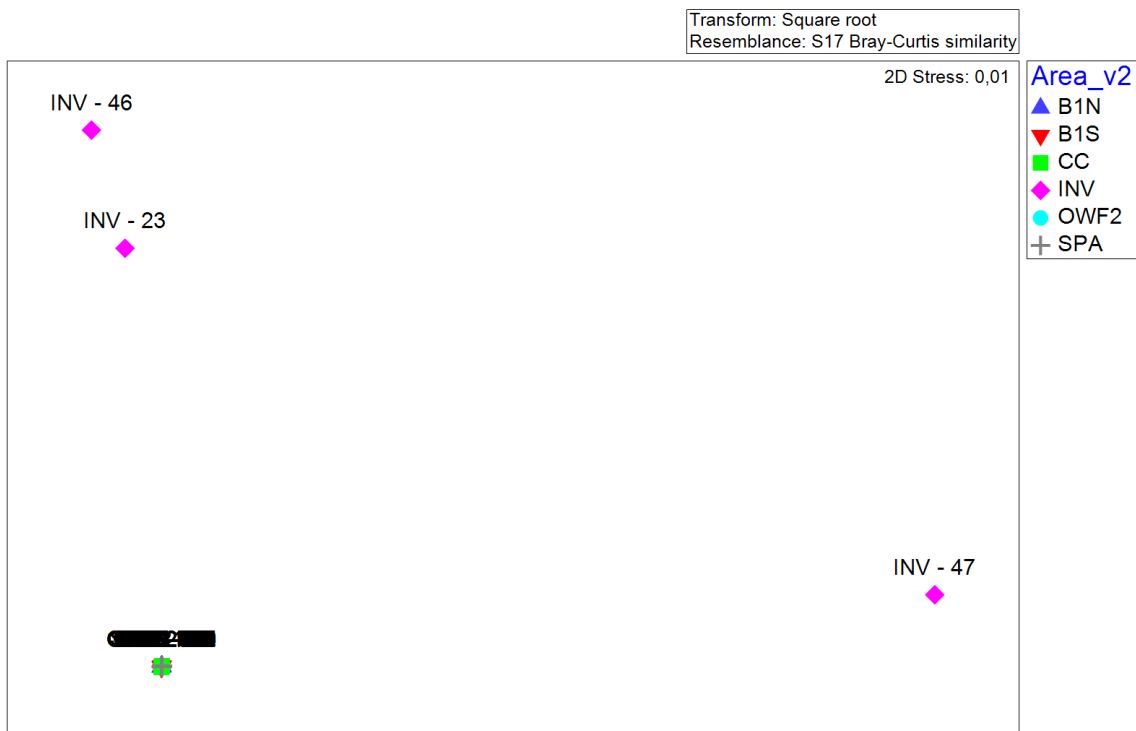 Transform: Square root
Resemblance: S17 Bray-Curtis similarity
2D Stress: 0,01
Area_v2
B1N
B1S
CC
INV
OWF2
SPA
INV - 46
INV - 23
INV - 47